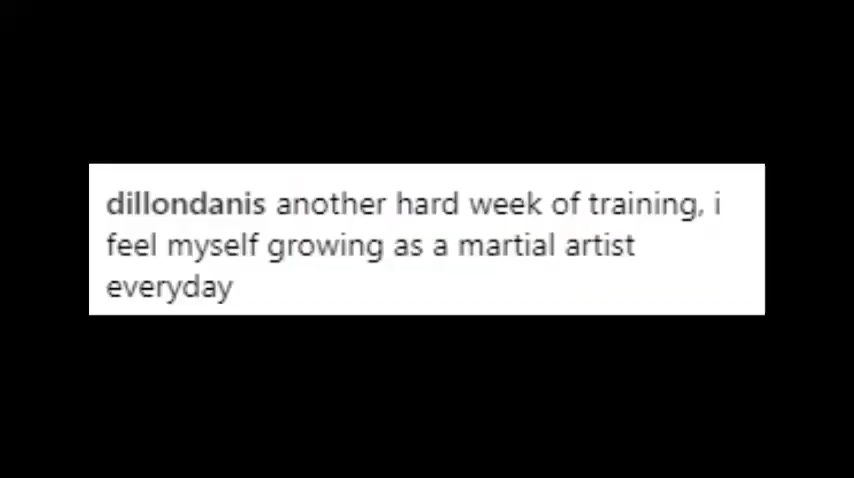 dillondanis another hard week of training, i
feel myself growing as a martial artist
everyday